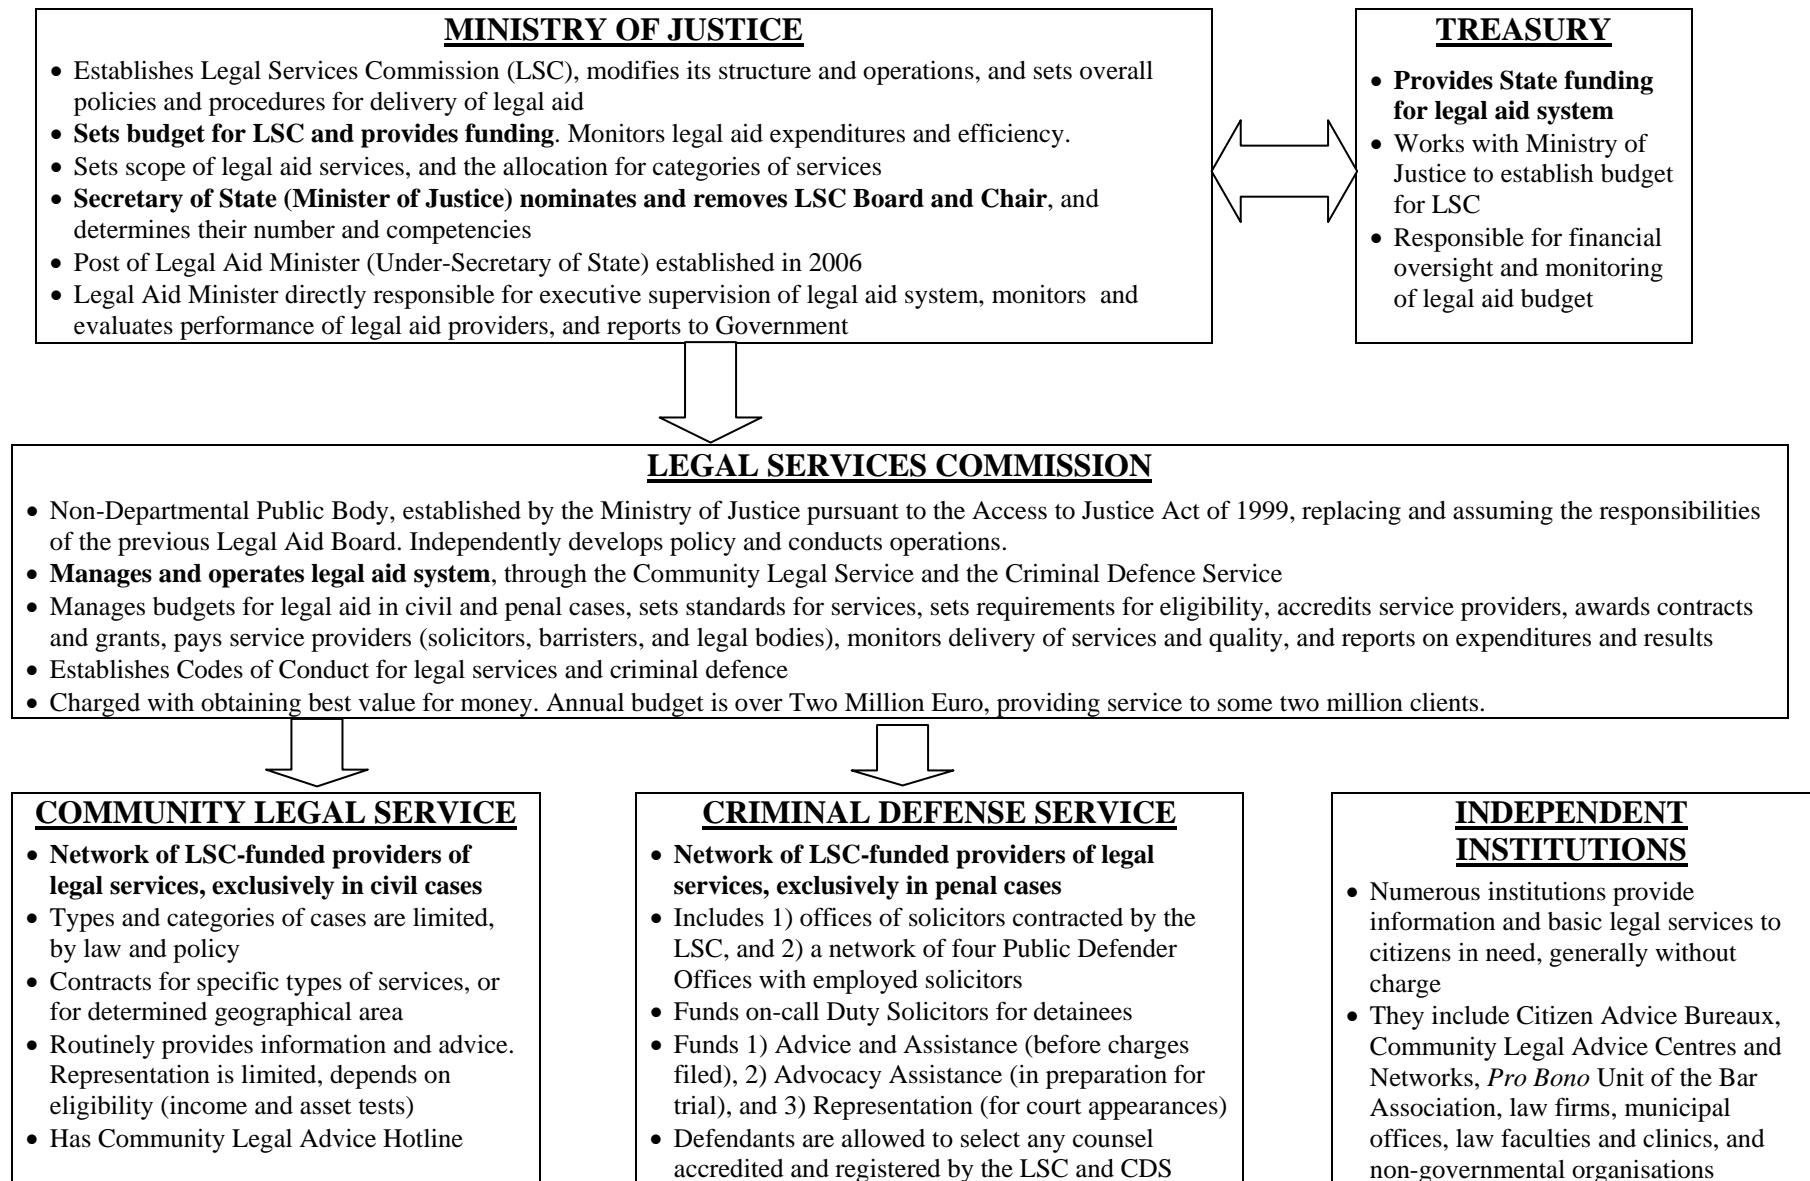 MINISTRY OF JUSTICE
• Establishes Legal Services Commission (LSC), modifies its structure and operations, and sets overall
policies and procedures for delivery of legal aid
• Sets budget for LSC and provides funding. Monitors legal aid expenditures and efficiency.
• Sets scope of legal aid services, and the allocation for categories of services
• Secretary of State (Minister of Justice) nominates and removes LSC Board and Chair, and
determines their number and competencies
• Post of Legal Aid Minister (Under-Secretary of State) established in 2006
• Legal Aid Minister directly responsible for executive supervision of legal aid system, monitors and
evaluates performance of legal aid providers, and reports to Government
TREASURY
• Provides State funding
for legal aid system
• Works with Ministry of
Justice to establish budget
for LSC
• Responsible for financial
oversight and monitoring
of legal aid budget
LEGAL SERVICES COMMISSION
• Non-Departmental Public Body, established by the Ministry of Justice pursuant to the Access to Justice Act of 1999, replacing and assuming the responsibilities
of the previous Legal Aid Board. Independently develops policy and conducts operations.
• Manages and operates legal aid system, through the Community Legal Service and the Criminal Defence Service
• Manages budgets for legal aid in civil and penal cases, sets standards for services, sets requirements for eligibility, accredits service providers, awards contracts
and grants, pays service providers (solicitors, barristers, and legal bodies), monitors delivery of services and quality, and reports on expenditures and results
• Establishes Codes of Conduct for legal services and criminal defence
• Charged with obtaining best value for money. Annual budget is over Two Million Euro, providing service to some two million clients.
COMMUNITY LEGAL SERVICE
• Network of LSC-funded providers of
legal services, exclusively in civil cases
• Types and categories of cases are limited,
by law and policy
• Contracts for specific types of services, or
for determined geographical area
• Routinely provides information and advice.
Representation is limited, depends on
eligibility (income and asset tests)
• Has Community Legal Advice Hotline
CRIMINAL DEFENSE SERVICE
• Network of LSC-funded providers of legal
services, exclusively in penal cases
• Includes 1) offices of solicitors contracted by the
LSC, and 2) a network of four Public Defender
Offices with employed solicitors
• Funds on-call Duty Solicitors for detainees
• Funds 1) Advice and Assistance (before charges
filed), 2) Advocacy Assistance (in preparation for
trial), and 3) Representation (for court appearances)
• Defendants are allowed to select any counsel
accredited and registered by the LSC and CDS
INDEPENDENT
INSTITUTIONS
• Numerous institutions provide
information and basic legal services to
citizens in need, generally without
charge
• They include Citizen Advice Bureaux,
Community Legal Advice Centres and
Networks, Pro Bono Unit of the Bar
Association, law firms, municipal
offices, law faculties and clinics, and
non-governmental organisations